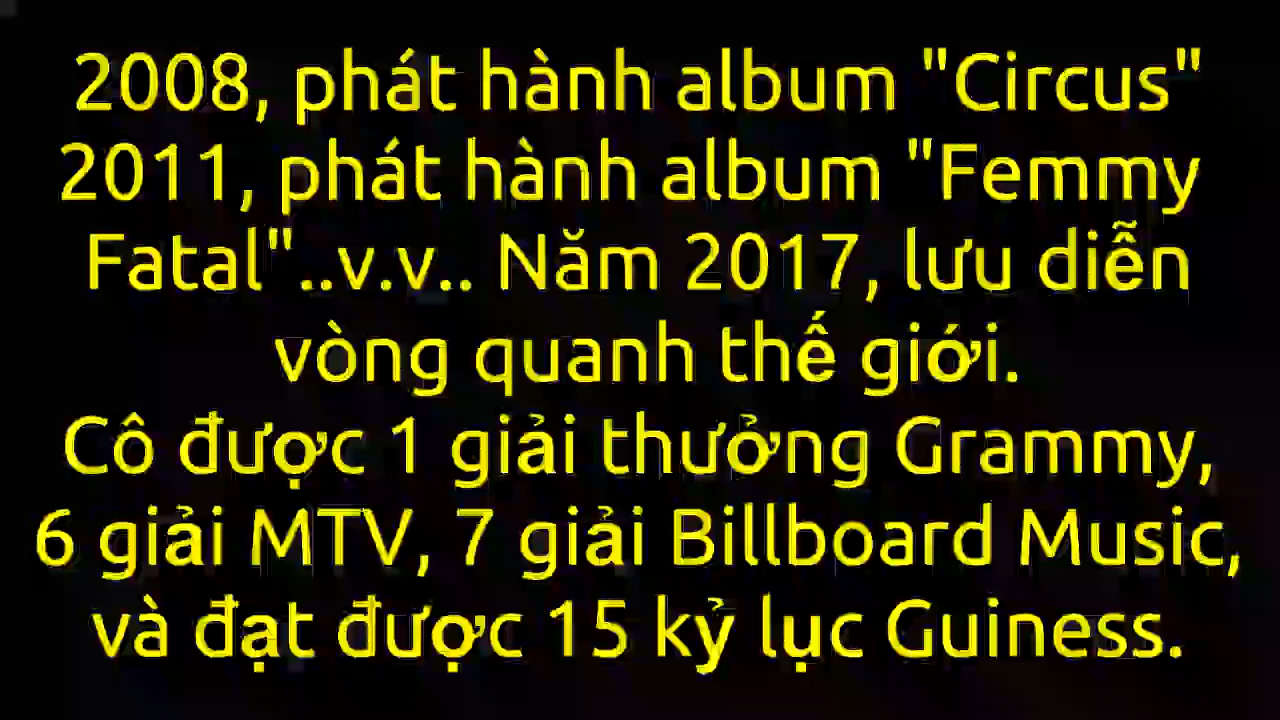 2008, phát hành album "Circus"
2011, phát hành album "Femmy
Fatal"..v.v.. Năm 2017, lưu diễn
vòng quanh thế giới.
Cô được 1 giải thưởng Grammy,
6 giải MTV, 7 giải Billboard Music,
và đạt được 15 kỷ lục Guiness.